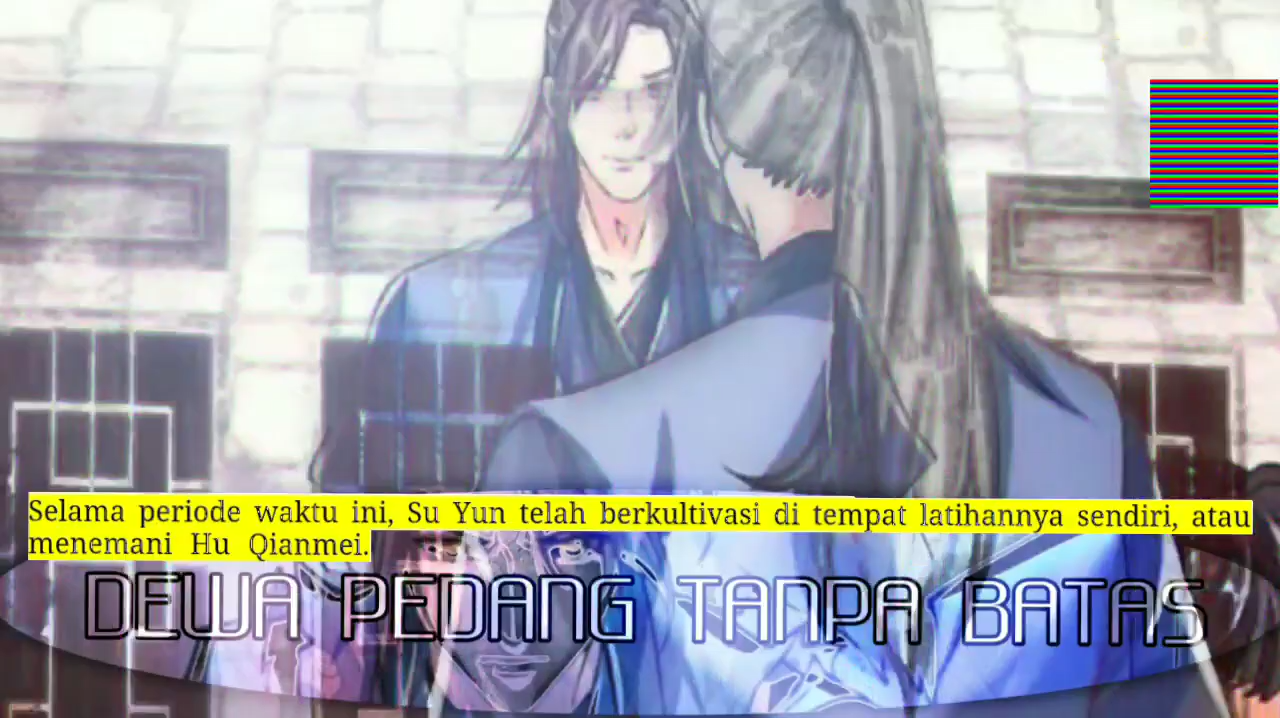 Selama periode waktu ini, Su Yun telah berkultivasi di tempat latihannya sendiri, atau
menemani Hu Qianmei.
DEWA PEDANG TANPA BATAS